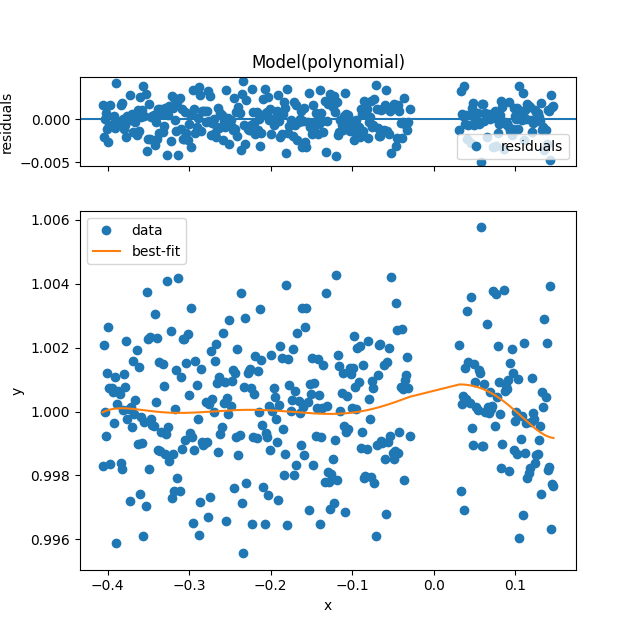 Model(polynomial)
residuals
0.000
−0.005
residuals
1.006
1.004
1.002
1.000
0.998
0.996
y
data
best-fit
−0.4
−0.3
−0.2
−0.1
0.0
0.1
x